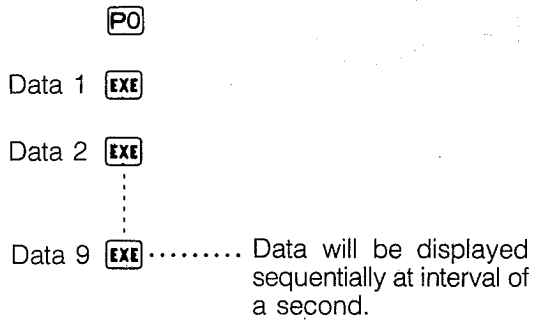 P0
Data 1 EXE
Data 2 EXE
Data 9 EXE ......... Data will be displayed
sequentially at interval of
a second.